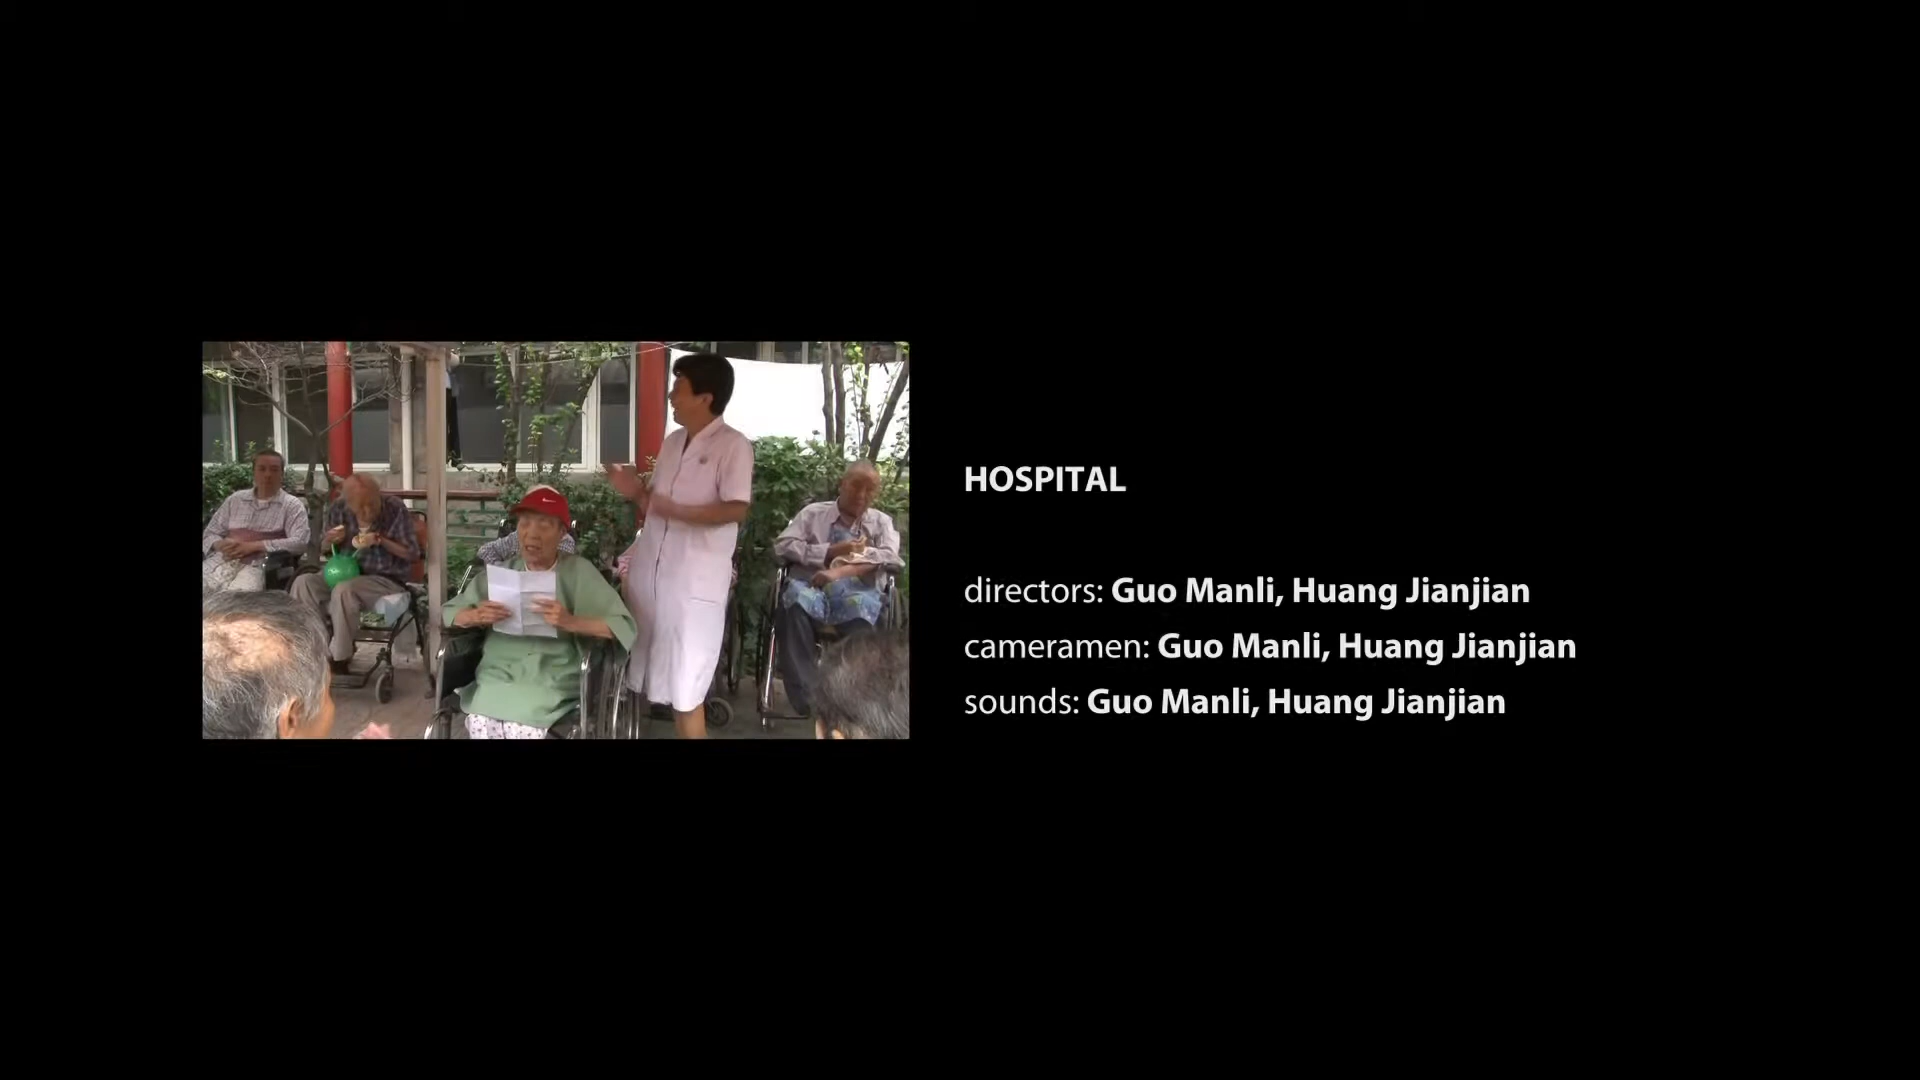 HOSPITAL
directors: Guo Manli, Huang Jianjian
cameramen: Guo Manli, Huang Jianjian
sounds: Guo Manli, Huang Jianjian